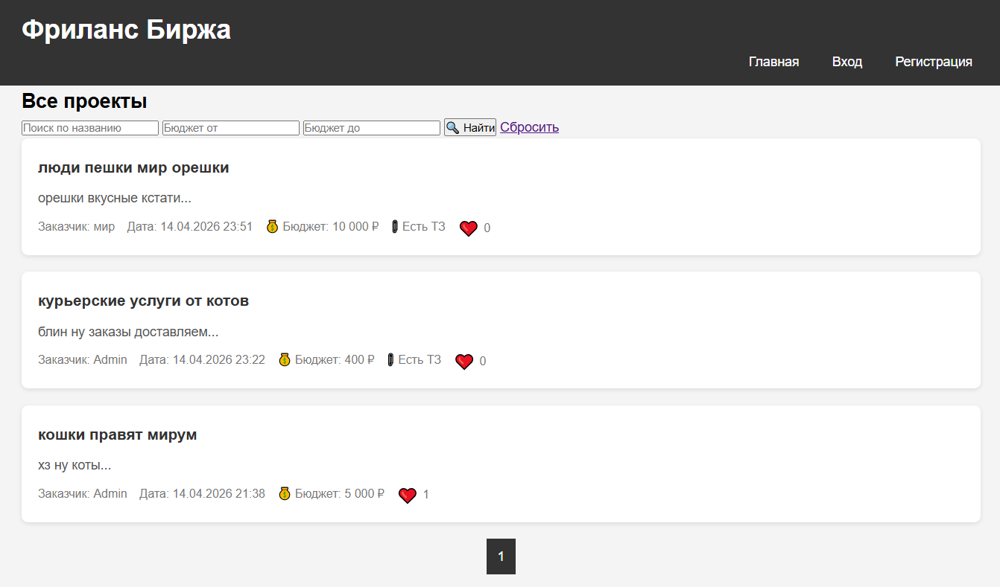 Фриланс Биржа
Главная Вход Регистрация
Все проекты
Поиск по названию Бюджет от Бюджет до 🔍 Найти Сбросить
люди пешки мир орешки
орешки вкусные кстати...
Заказчик: мир Дата: 14.04.2026 23:51 💰 Бюджет: 10 000 ₽ Есть ТЗ ❤️ 0
курьерские услуги от котов
блин ну заказы доставляем...
Заказчик: Admin Дата: 14.04.2026 23:22 💰 Бюджет: 400 ₽ Есть ТЗ ❤️ 0
кошки правят мирум
хз ну коты...
Заказчик: Admin Дата: 14.04.2026 21:38 💰 Бюджет: 5 000 ₽ ❤️ 1
1